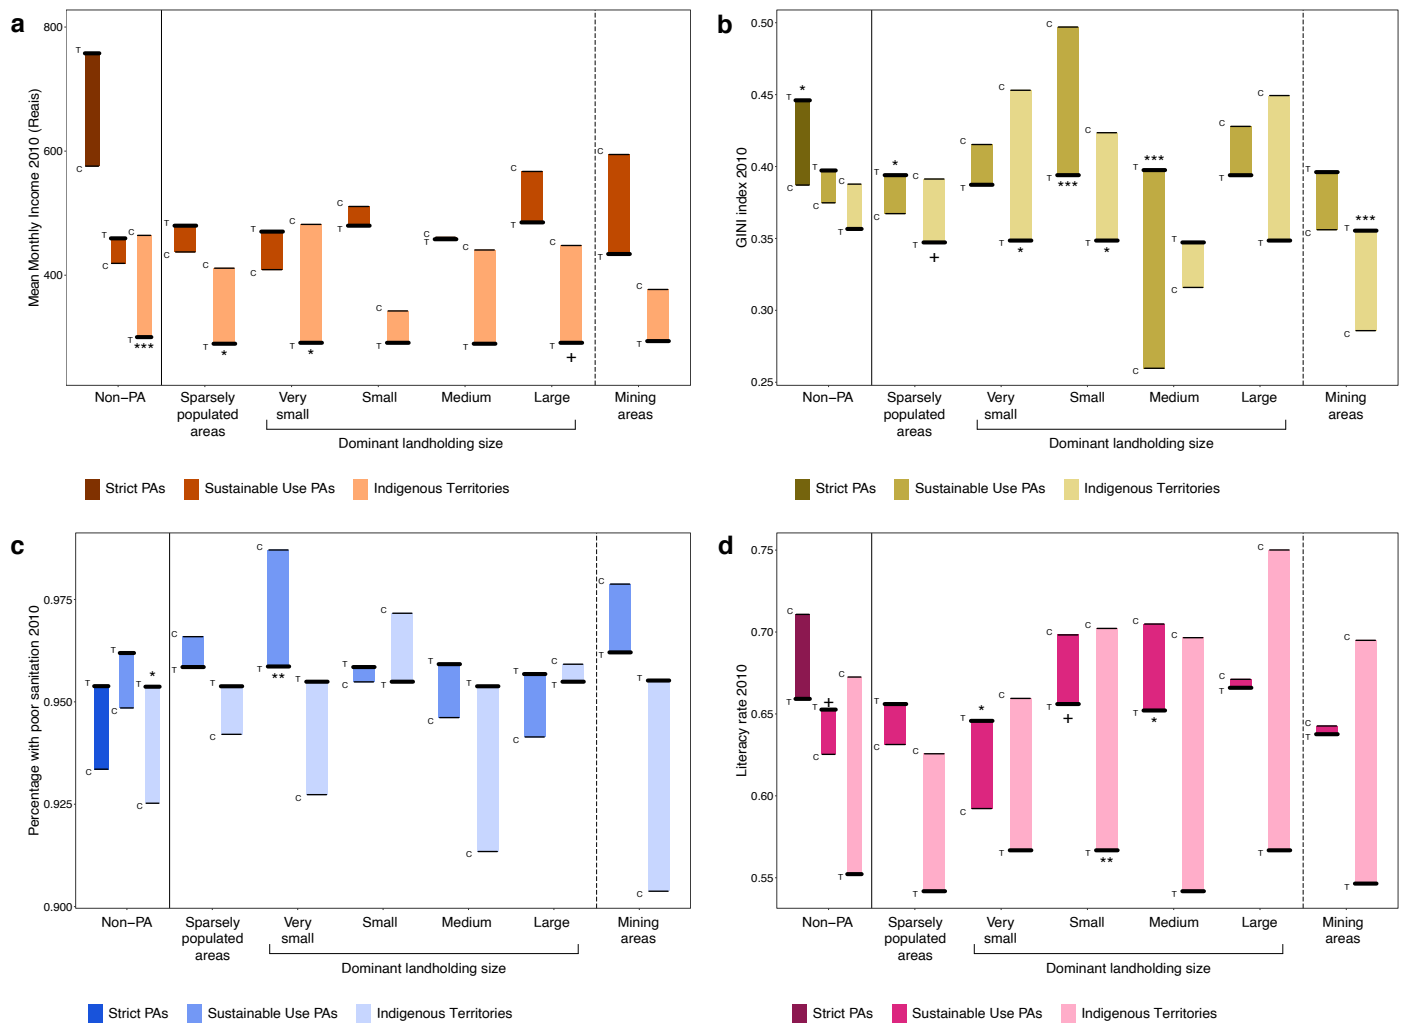 a
Mean Monthly Income 2010 (Reais)
800
600
400
T
C
T
C
C
T
***
T
C
C
T
*
T
C
C
T
*
C
T
C
T
C
T
C
T
C
T
C
T
+
C
T
C
T
Non−PA
Sparsely
populated
areas
Very
small
Small
Medium
Large
Mining
areas
Dominant landholding size
Strict PAs
Sustainable Use PAs
Indigenous Territories
b
GINI index 2010
0.50
0.45
0.40
0.35
0.30
0.25
T
*
C
T
C
C
T
*
T
C
C
T
+
C
T
C
T
*
C
T
***
C
T
*
***
T
C
T
C
C
T
C
T
T
C
***
T
C
Non−PA
Sparsely
populated
areas
Very
small
Small
Medium
Large
Mining
areas
Dominant landholding size
Strict PAs
Sustainable Use PAs
Indigenous Territories
c
Percentage with poor sanitation 2010
0.975
0.950
0.925
0.900
T
C
T
C
*
T
C
C
T
T
C
C
T
**
T
C
T
C
C
T
T
C
T
C
T
C
C
T
C
T
T
C
Non−PA
Sparsely
populated
areas
Very
small
Small
Medium
Large
Mining
areas
Dominant landholding size
Strict PAs
Sustainable Use PAs
Indigenous Territories
d
Literacy rate 2010
0.75
0.70
0.65
0.60
0.55
C
T
+
T
C
C
T
T
C
C
T
*
T
C
C
T
C
T
+
C
T
**
C
T
*
C
T
C
T
C
T
C
T
C
T
Non−PA
Sparsely
populated
areas
Very
small
Small
Medium
Large
Mining
areas
Dominant landholding size
Strict PAs
Sustainable Use PAs
Indigenous Territories